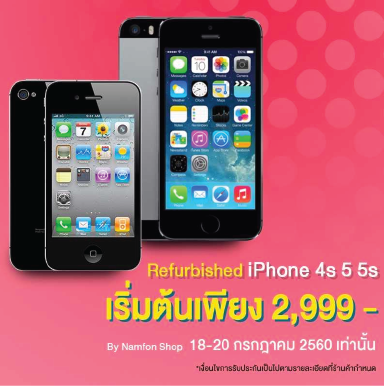 Refurbished iPhone 4s 5 5s
เริ่มต้นเพียง 2,999 -
By Namfon Shop 18-20 กรกฎาคม 2560 เท่านั้น
*เงื่อนไขการรับประกันเป็นไปตามรายละเอียดที่ร้านค้ากำหนด